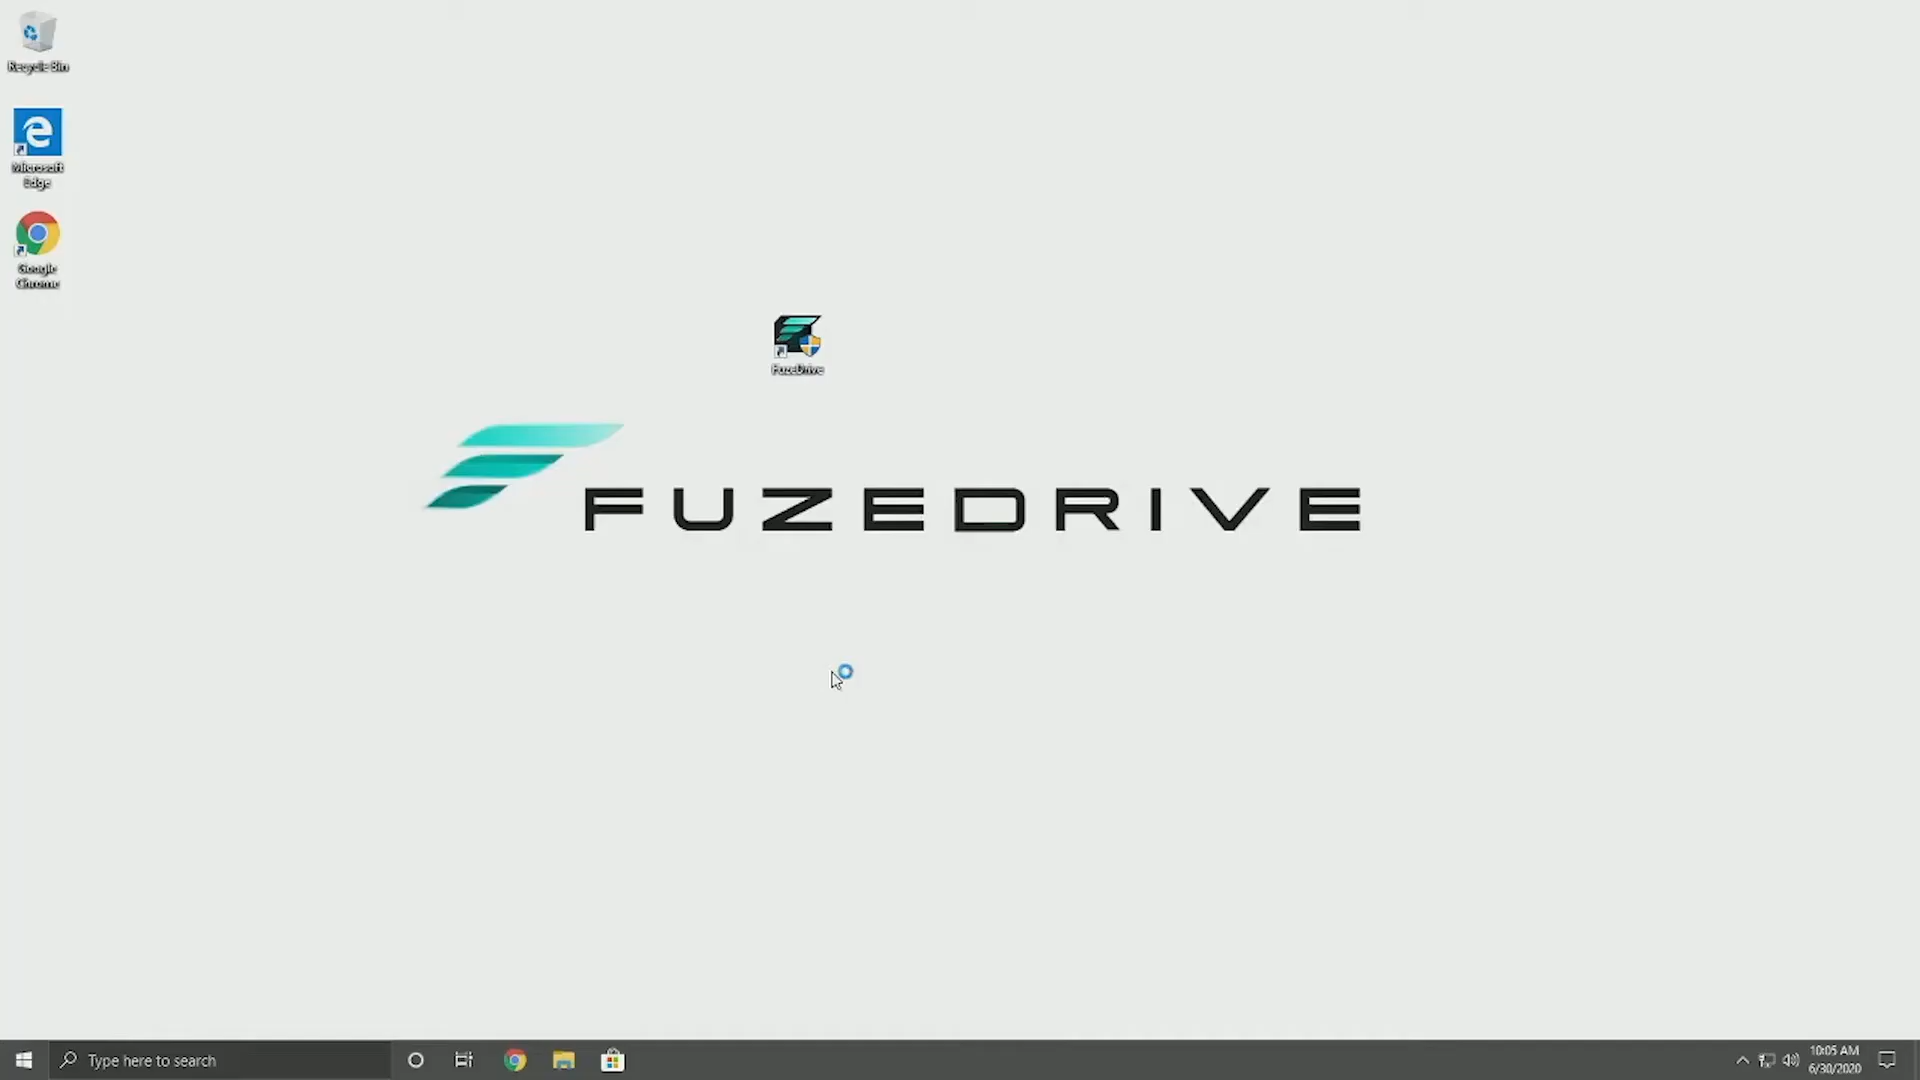 Recycle Bin
Microsoft
Edge
Google
Chrome
FuzeDrive
FUZEDRIVE
Type here to search
10:05 AM
6/30/2020